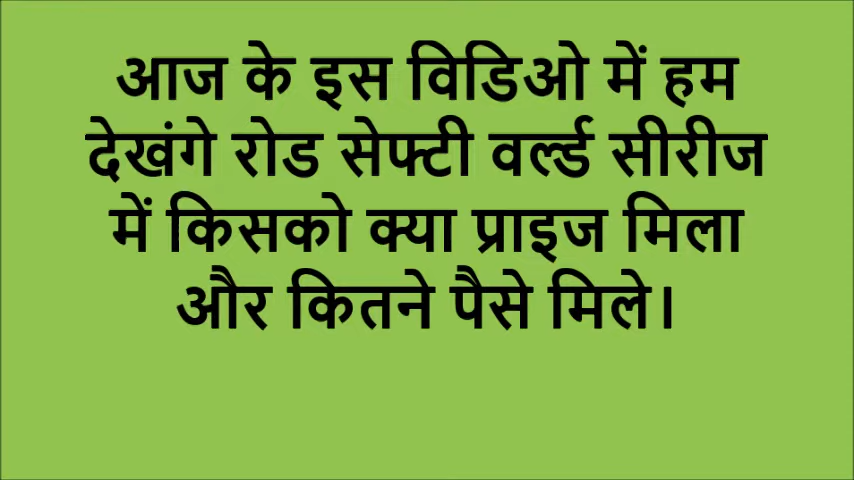 आज के इस विडिओ में हम
देखंगे रोड सेफ्टी वर्ल्ड सीरीज
में किसको क्या प्राइज मिला
और कितने पैसे मिले।